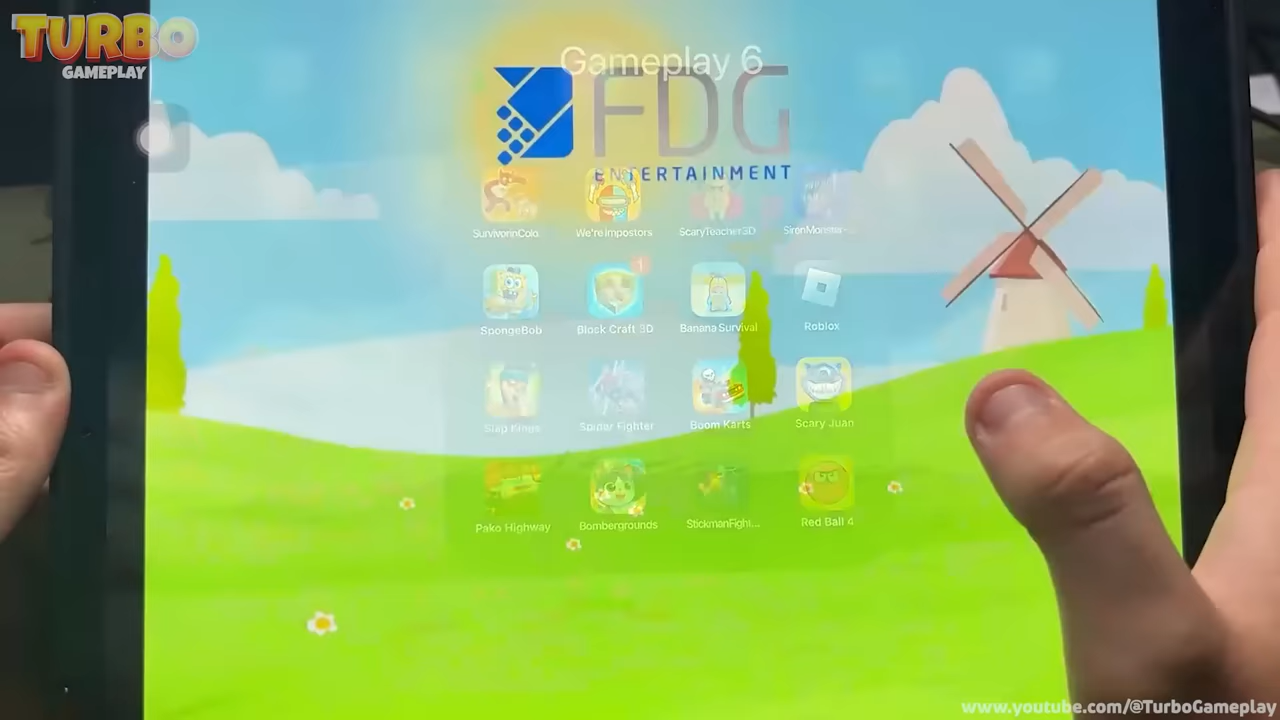 TURBO
GAMEPLAY
Gameplay 6
FDG
ENTERTAINMENT
SurvivorInColo... We're Impostors ScaryTeacher3D SirenMonster...
SpongeBob Block Craft 3D Banana Survival Roblox
Slap Kings Spider Fighter Boom Karts Scary Juan
Pako Highway Bombergrounds StickmanFight... Red Ball 4
www.youtube.com/@TurboGameplay